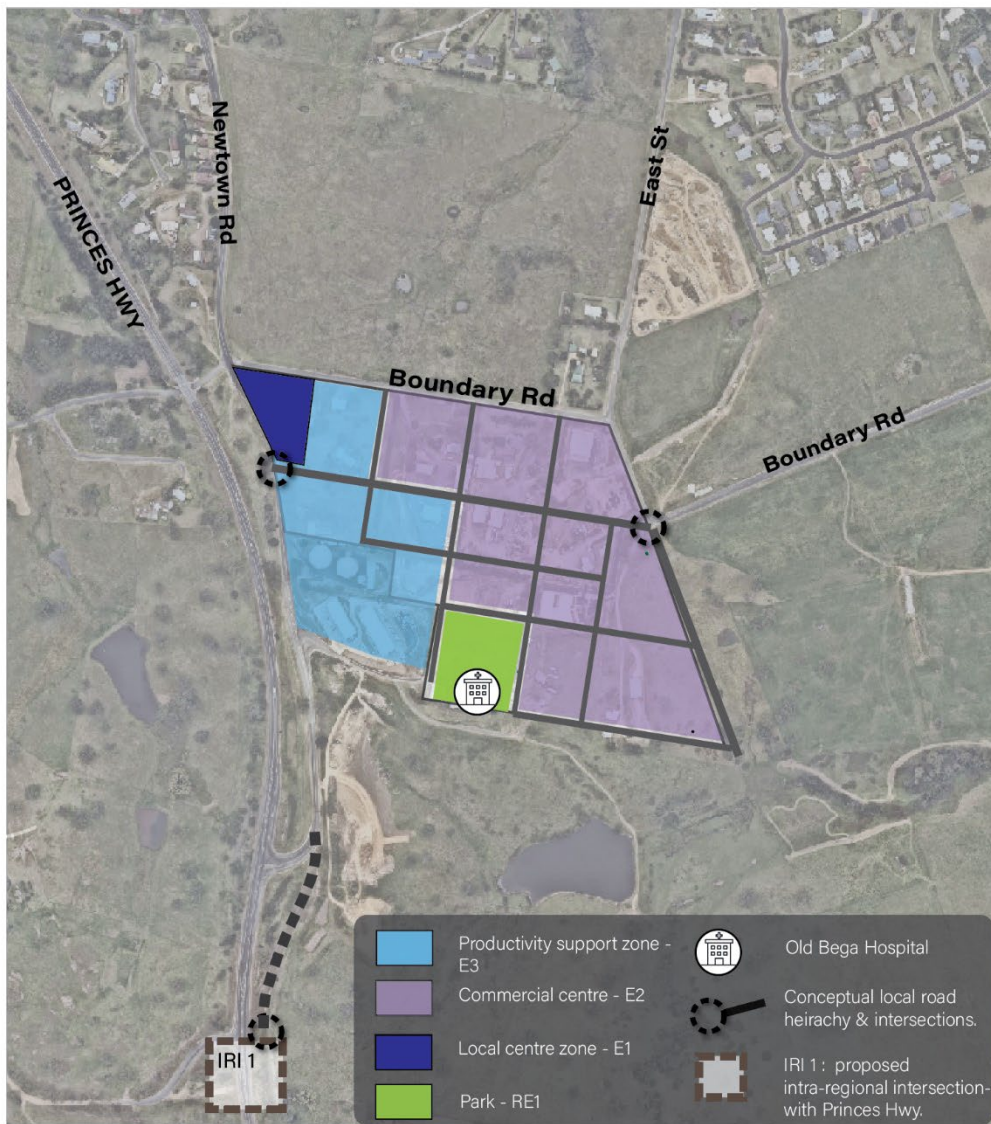 Newtown Rd
East St
PRINCES HWY
Boundary Rd
Boundary Rd
IRI 1
Productivity support zone -
E3
Commercial centre - E2
Local centre zone - E1
Park - RE1
Old Bega Hospital
Conceptual local road
heirachy & intersections.
IRI 1 : proposed
intra-regional intersection-
with Princes Hwy.